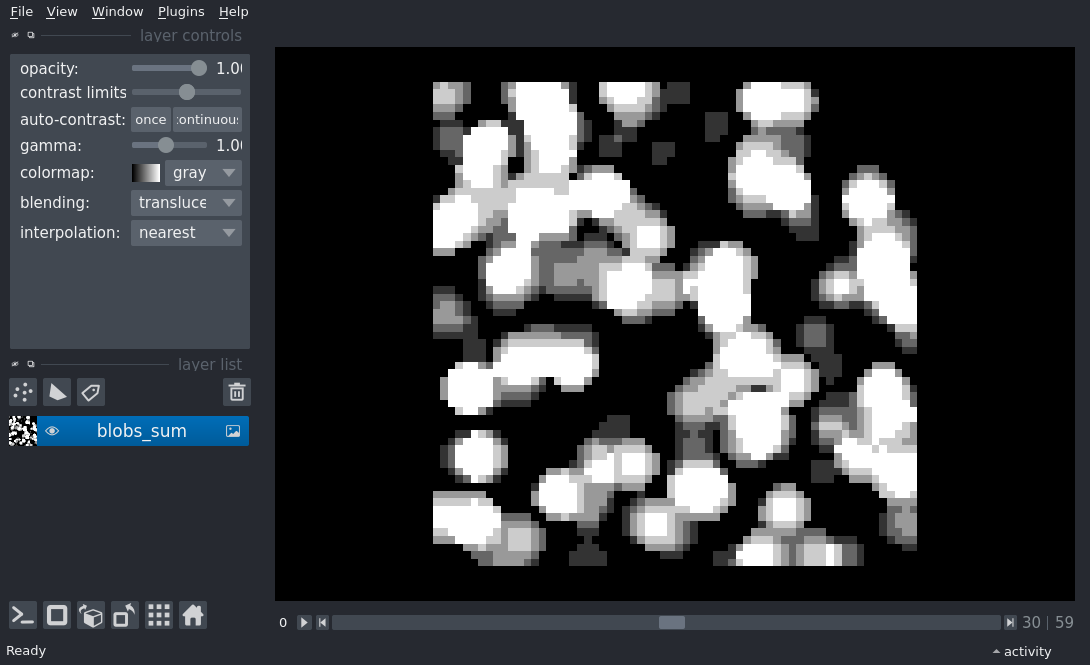 File View Window Plugins Help
layer controls
opacity: 1.0(
contrast limits
auto-contrast: once ontinuou
gamma: 1.0(
colormap: gray
blending: transluce
interpolation: nearest
layer list
blobs_sum
0 30 | 59
Ready activity